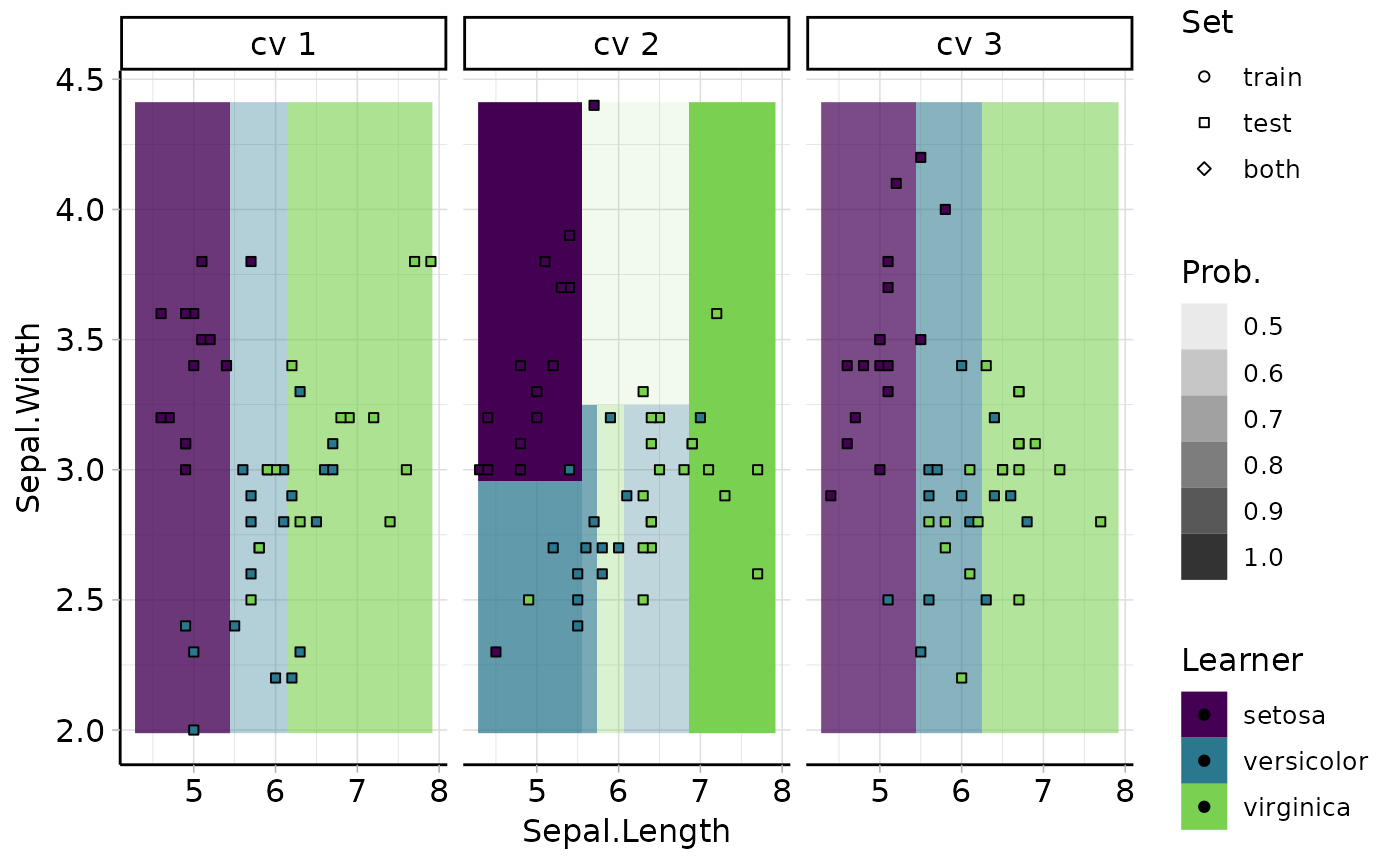 cv 1
cv 2
cv 3
4.5
4.0
3.5
3.0
2.5
2.0
Sepal.Width
5 6 7 8
5 6 7 8
5 6 7 8
Sepal.Length
Set
train
test
both
Prob.
0.5
0.6
0.7
0.8
0.9
1.0
Learner
setosa
versicolor
virginica